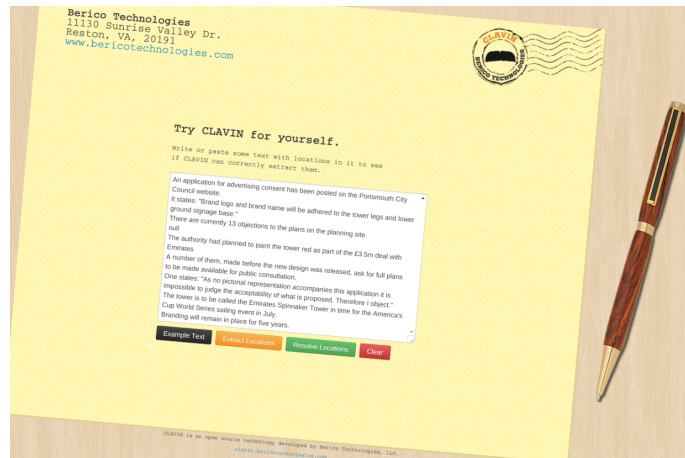 Berico Technologies
11130 Sunrise Valley Dr.
Reston, VA, 20191
www.bericotechnologies.com
CLAVIN
BERICO TECHNOLOGIES
Try CLAVIN for yourself.
Write or paste some text with locations in it to see
if CLAVIN can correctly extract them.
An application for advertising consent has been posted on the Portsmouth City
Council website.
It states: "Brand logo and brand name will be adhered to the tower legs and lower
ground signage base."
There are currently 13 objections to the plans on the planning site.
null
The authority had planned to paint the tower red as part of the £3.5m deal with
Emirates
A number of them, made before the new design was released, ask for full plans
to be made available for public consultation.
One states: "As no pictorial representation accompanies this application it is
impossible to judge the acceptability of what is proposed. Therefore I object."
The tower is to be called the Emirates Spinnaker Tower in time for the America's
Cup World Series sailing event in July.
Branding will remain in place for five years.
Example Text
Extract Locations
Resolve Locations
Clear
CLAVIN is an open source technology developed by Berico Technologies, LLC.
clavin.bericotechnologies.com